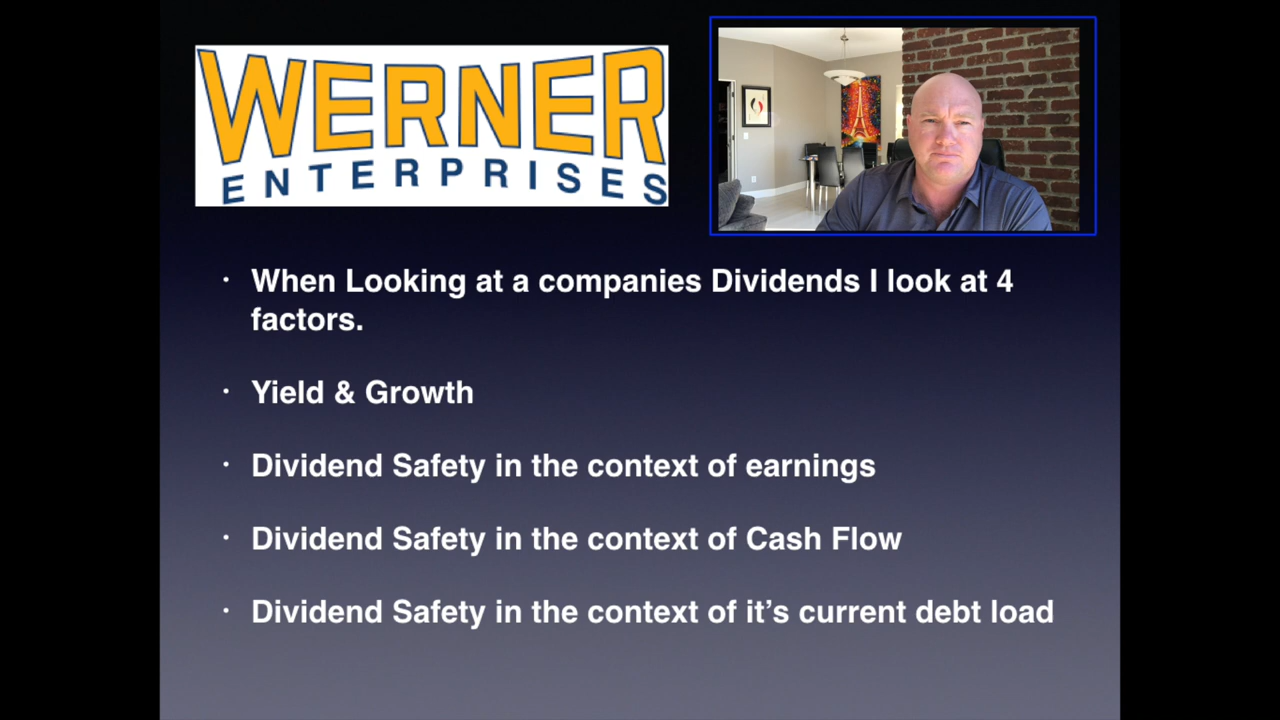 WERNER
ENTERPRISES
• When Looking at a companies Dividends I look at 4
factors.
• Yield & Growth
• Dividend Safety in the context of earnings
• Dividend Safety in the context of Cash Flow
• Dividend Safety in the context of it’s current debt load